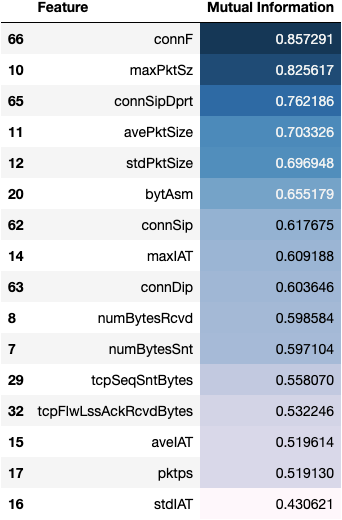 Feature Mutual Information
66 connF 0.857291
10 maxPktSz 0.825617
65 connSipDprt 0.762186
11 avePktSize 0.703326
12 stdPktSize 0.696948
20 bytAsm 0.655179
62 connSip 0.617675
14 maxIAT 0.609188
63 connDip 0.603646
8 numBytesRcvd 0.598584
7 numBytesSnt 0.597104
29 tcpSeqSntBytes 0.558070
32 tcpFlwLssAckRcvdBytes 0.532246
15 aveIAT 0.519614
17 pktps 0.519130
16 stdIAT 0.430621